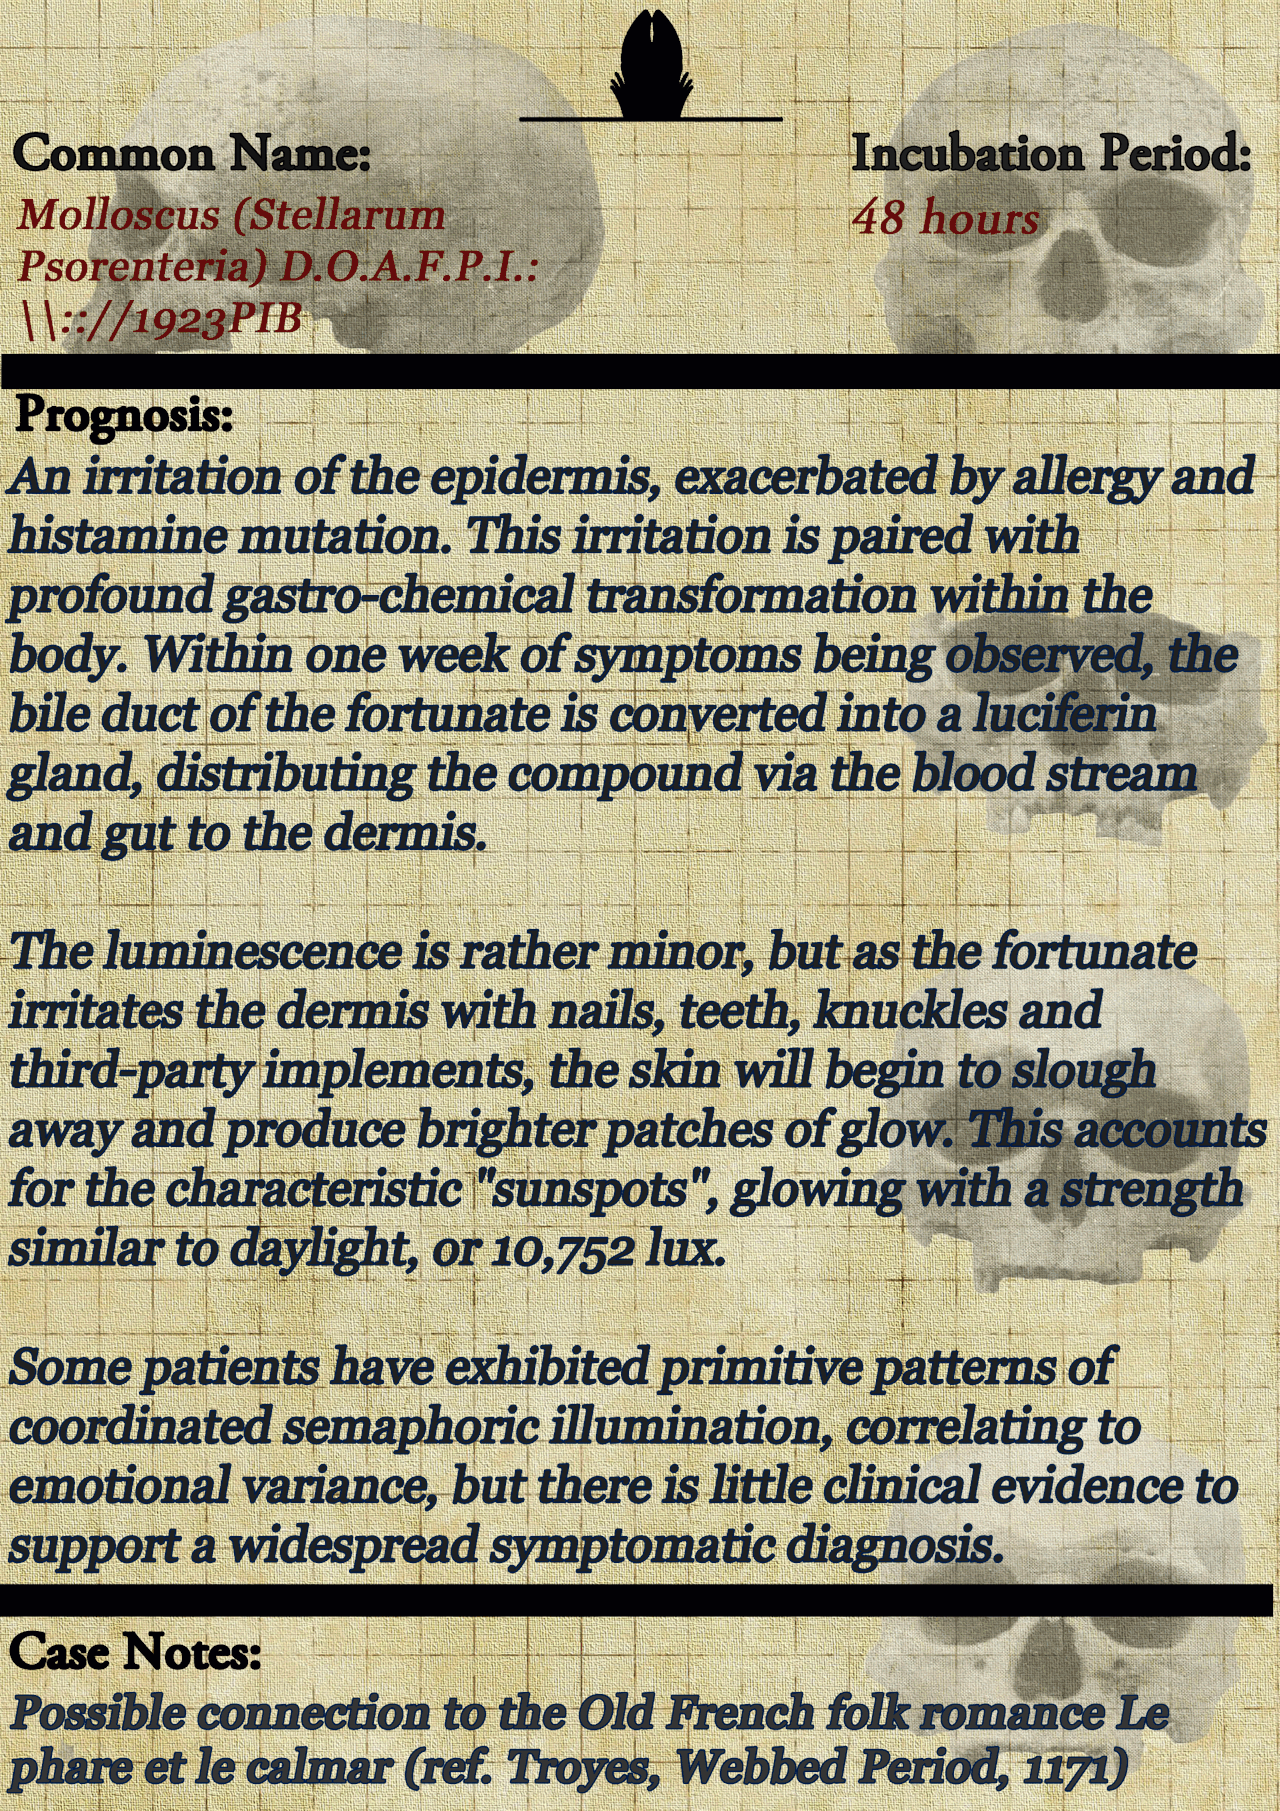 Common Name:
Molloscus (Stellarum
Psorenteria) D.O.A.F.P.I.:
\\:://1923PIB
Incubation Period:
48 hours
Prognosis:
An irritation of the epidermis, exacerbated by allergy and
histamine mutation. This irritation is paired with
profound gastro-chemical transformation within the
body. Within one week of symptoms being observed, the
bile duct of the fortunate is converted into a luciferin
gland, distributing the compound via the blood stream
and gut to the dermis.
The luminescence is rather minor, but as the fortunate
irritates the dermis with nails, teeth, knuckles and
third-party implements, the skin will begin to slough
away and produce brighter patches of glow. This accounts
for the characteristic "sunspots", glowing with a strength
similar to daylight, or 10,752 lux.
Some patients have exhibited primitive patterns of
coordinated semaphoric illumination, correlating to
emotional variance, but there is little clinical evidence to
support a widespread symptomatic diagnosis.
Case Notes:
Possible connection to the Old French folk romance Le
phare et le calmar (ref. Troyes, Webbed Period, 1171)